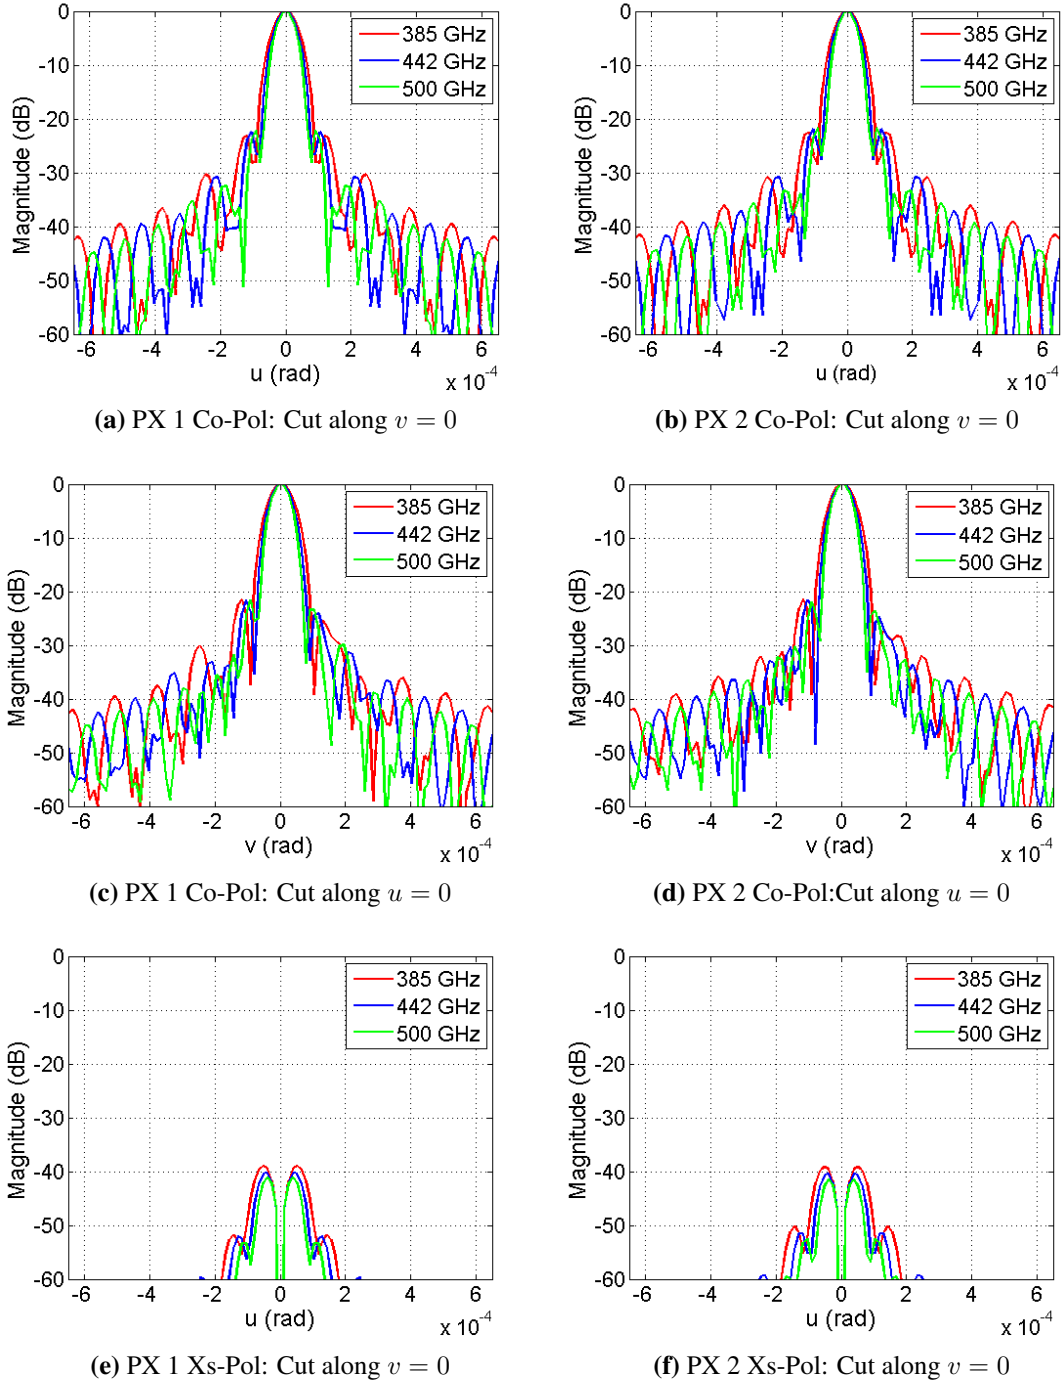 0
-10
-20
-30
-40
-50
-60
Magnitude (dB)
385 GHz
442 GHz
500 GHz
-6 -4 -2 0 2 4 6
u (rad)
x 10⁻⁴
(a) PX 1 Co-Pol: Cut along v = 0
0
-10
-20
-30
-40
-50
-60
Magnitude (dB)
385 GHz
442 GHz
500 GHz
-6 -4 -2 0 2 4 6
u (rad)
x 10⁻⁴
(b) PX 2 Co-Pol: Cut along v = 0
0
-10
-20
-30
-40
-50
-60
Magnitude (dB)
385 GHz
442 GHz
500 GHz
-6 -4 -2 0 2 4 6
v (rad)
x 10⁻⁴
(c) PX 1 Co-Pol: Cut along u = 0
0
-10
-20
-30
-40
-50
-60
Magnitude (dB)
385 GHz
442 GHz
500 GHz
-6 -4 -2 0 2 4 6
v (rad)
x 10⁻⁴
(d) PX 2 Co-Pol:Cut along u = 0
0
-10
-20
-30
-40
-50
-60
Magnitude (dB)
385 GHz
442 GHz
500 GHz
-6 -4 -2 0 2 4 6
u (rad)
x 10⁻⁴
(e) PX 1 Xs-Pol: Cut along v = 0
0
-10
-20
-30
-40
-50
-60
Magnitude (dB)
385 GHz
442 GHz
500 GHz
-6 -4 -2 0 2 4 6
u (rad)
x 10⁻⁴
(f) PX 2 Xs-Pol: Cut along v = 0